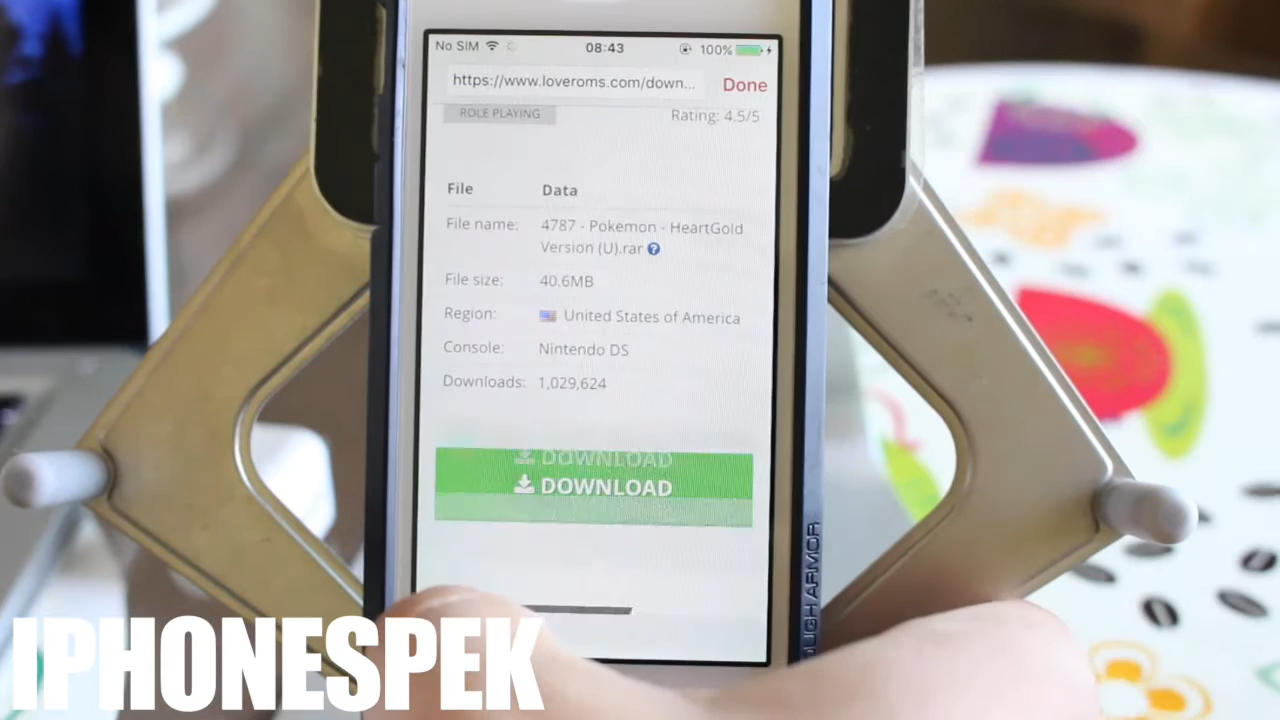 No SIM 08:43 100%
https://www.loveroms.com/down... Done
ROLE PLAYING Rating: 4.5/5
File Data
File name: 4787 - Pokemon - HeartGold
Version (U).rar ?
File size: 40.6MB
Region: United States of America
Console: Nintendo DS
Downloads: 1,029,624
DOWNLOAD
DOWNLOAD
OUGH ARMOR
IPHONESPEK